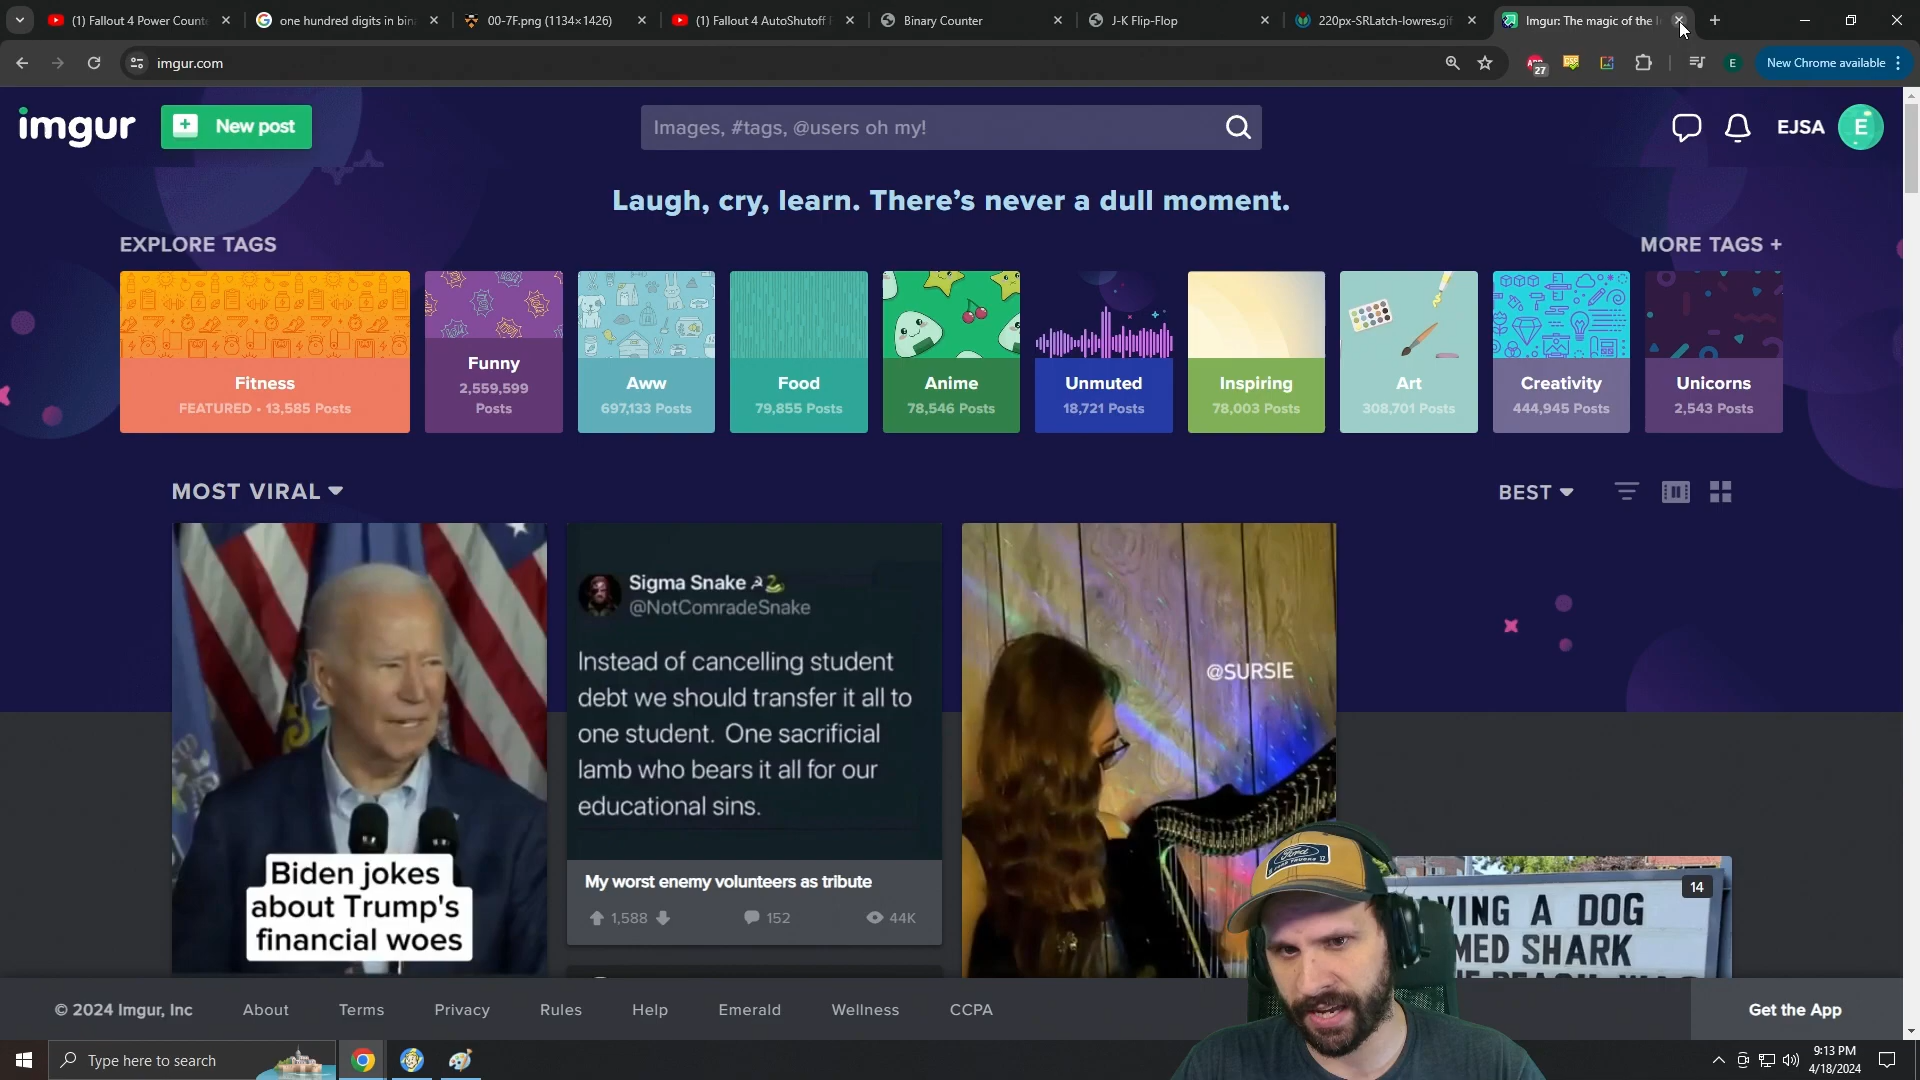 (1) Fallout 4 Power Count
one hundred digits in bin
00-7F.png (1134×1426)
(1) Fallout 4 AutoShutoff
Binary Counter
J-K Flip-Flop
220px-SRLatch-lowres.gif
Imgur: The magic of the
imgur.com
27
E
New Chrome available
imgur
New post
Images, #tags, @users oh my!
EJSA
E
Laugh, cry, learn. There's never a dull moment.
EXPLORE TAGS
MORE TAGS +
Fitness
FEATURED • 13,585 Posts
Funny
2,559,599
Posts
Aww
697,133 Posts
Food
79,855 Posts
Anime
78,546 Posts
Unmuted
18,721 Posts
Inspiring
78,003 Posts
Art
308,701 Posts
Creativity
444,945 Posts
Unicorns
2,543 Posts
MOST VIRAL
BEST
Biden jokes
about Trump's
financial woes
Sigma Snake
@NotComradeSnake
Instead of cancelling student
debt we should transfer it all to
one student. One sacrificial
lamb who bears it all for our
educational sins.
My worst enemy volunteers as tribute
1,588
152
44K
@SURSIE
14
VING A DOG
MED SHARK
© 2024 Imgur, Inc
About
Terms
Privacy
Rules
Help
Emerald
Wellness
CCPA
Get the App
Type here to search
9:13 PM
4/18/2024